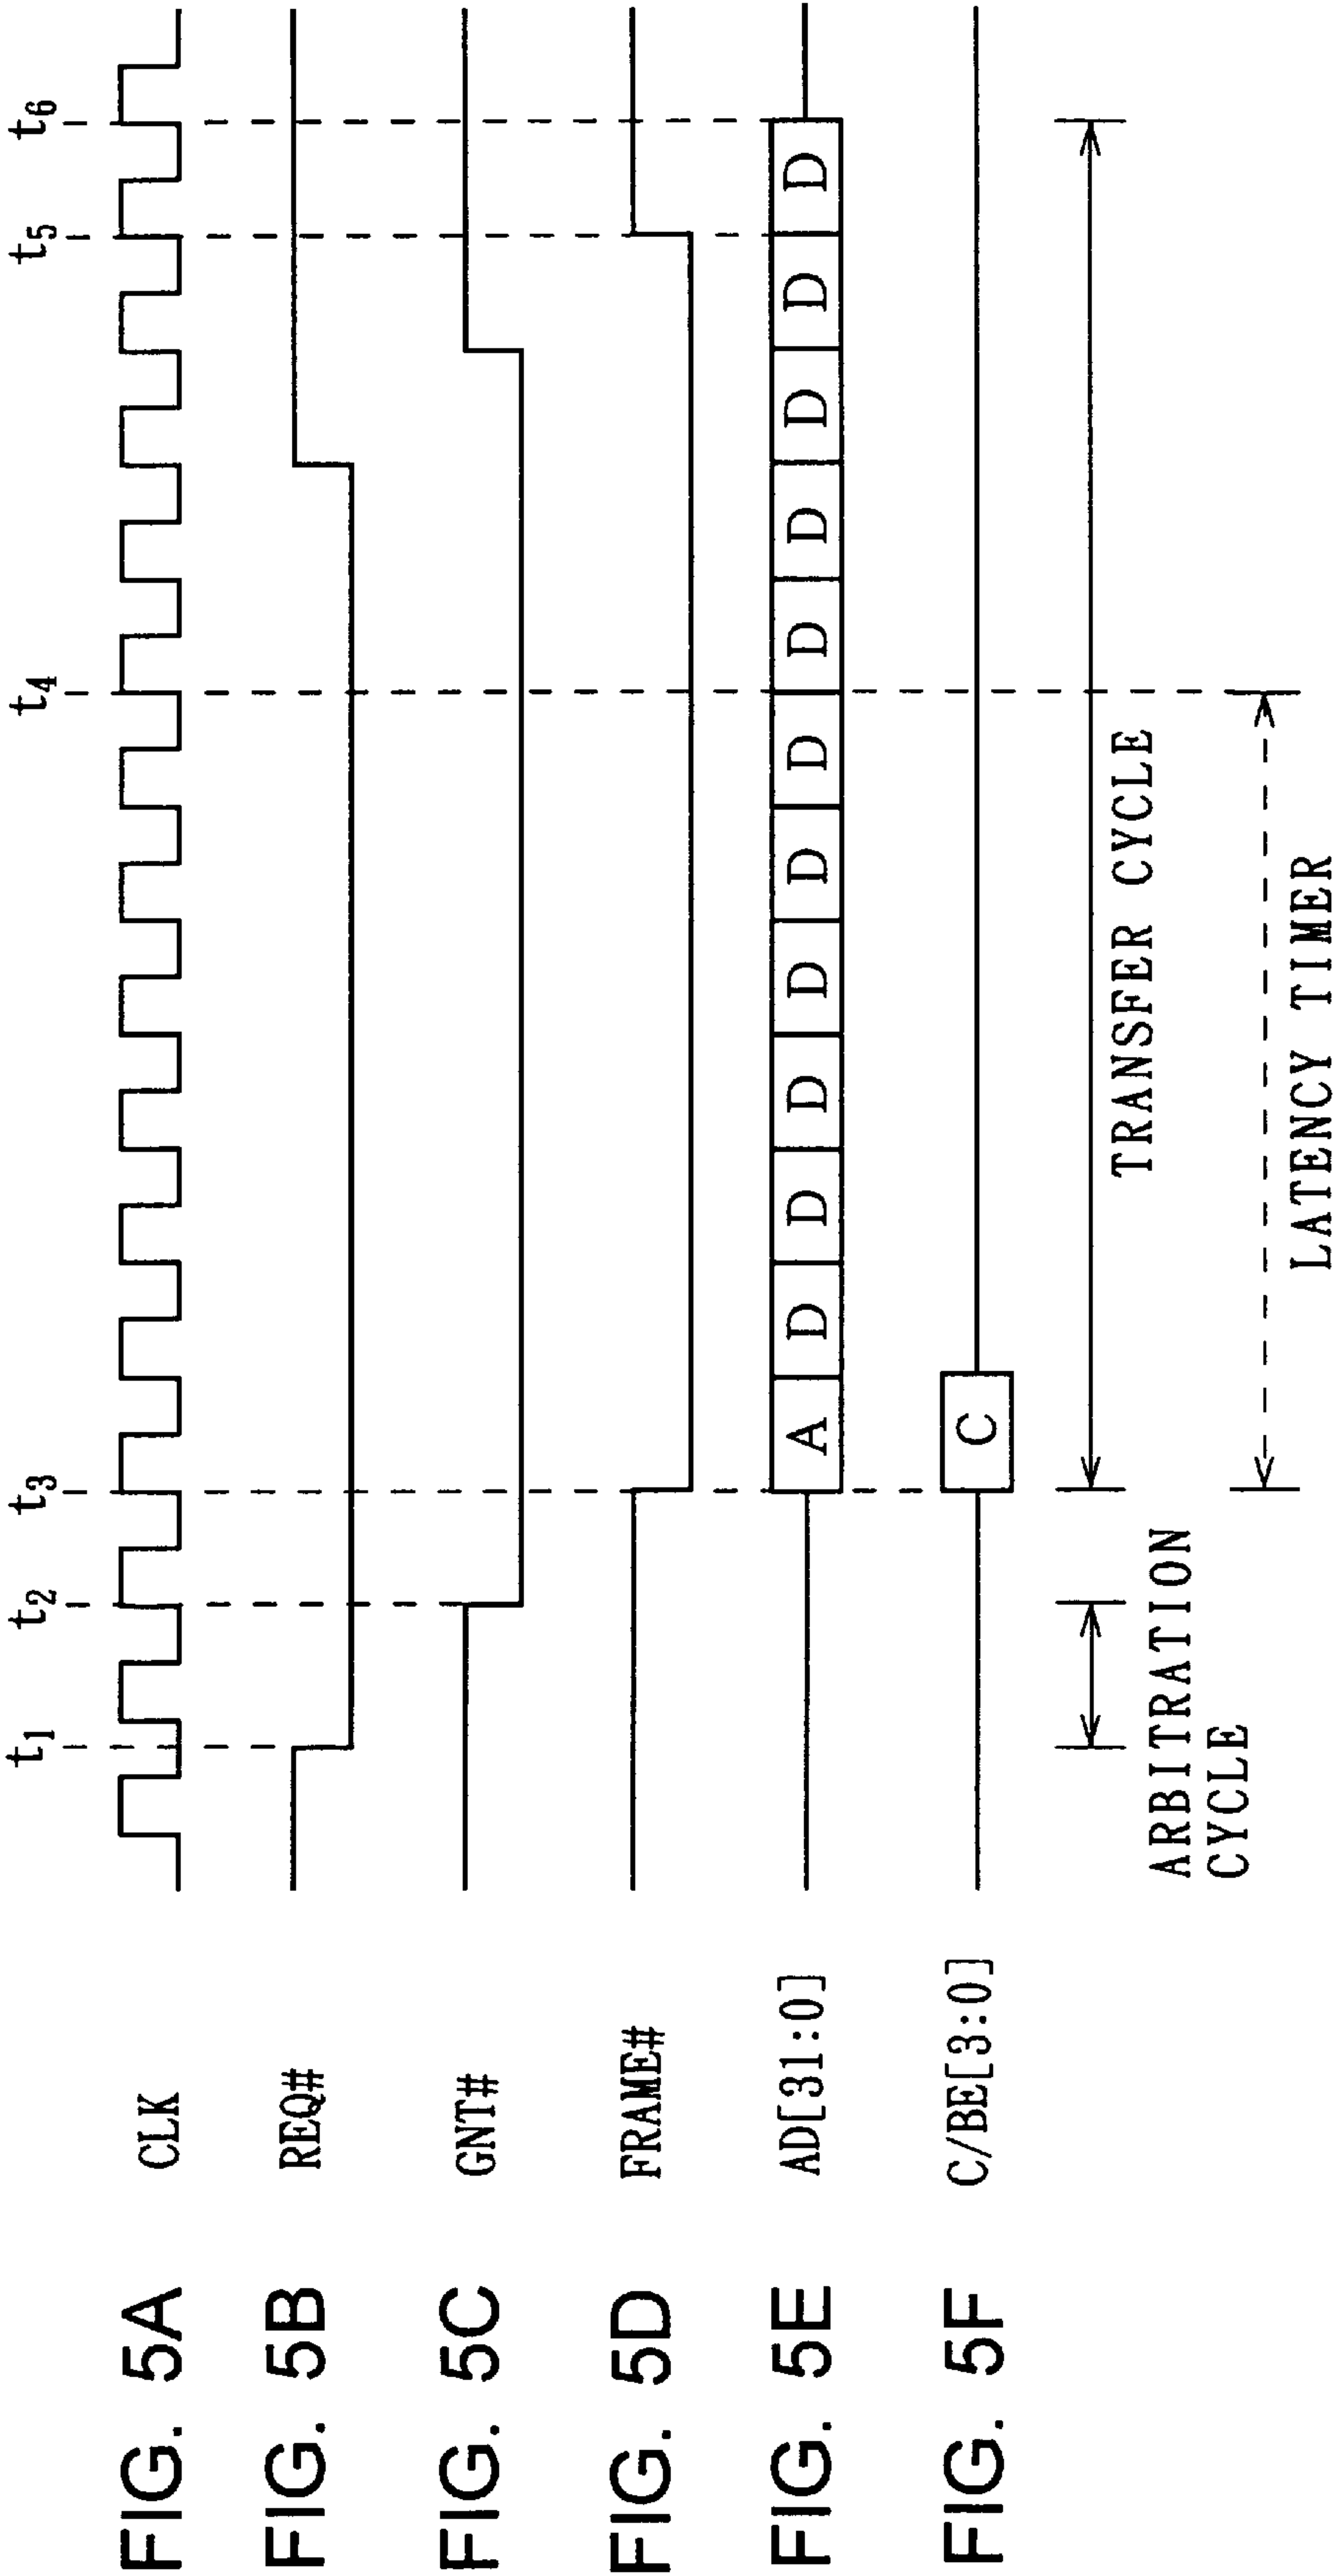 t1 t2 t3 t4 t5 t6
FIG. 5A CLK
FIG. 5B REQ#
FIG. 5C GNT#
FIG. 5D FRAME#
FIG. 5E AD[31:0] A D D D D D D D D D D D
FIG. 5F C/BE[3:0] C
ARBITRATION
CYCLE
TRANSFER CYCLE
LATENCY TIMER